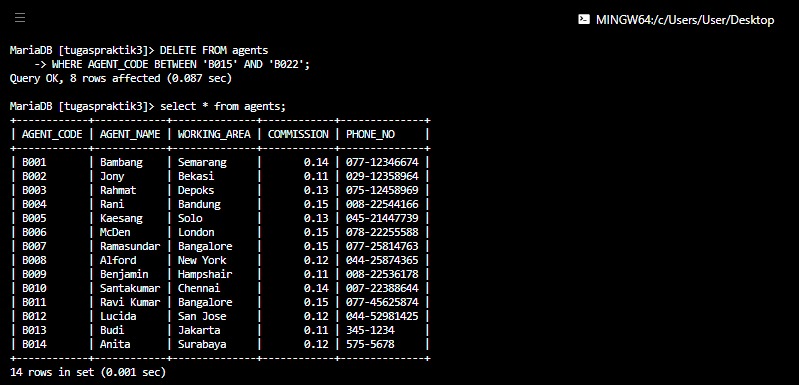 MINGW64:/c/Users/User/Desktop
MariaDB [tugaspraktik3]> DELETE FROM agents
    -> WHERE AGENT_CODE BETWEEN 'B015' AND 'B022';
Query OK, 8 rows affected (0.087 sec)
MariaDB [tugaspraktik3]> select * from agents;
+------------+-------------+--------------+------------+--------------+
| AGENT_CODE | AGENT_NAME  | WORKING_AREA | COMMISSION | PHONE_NO     |
+------------+-------------+--------------+------------+--------------+
| B001       | Bambang     | Semarang     |       0.14 | 077-12346674 |
| B002       | Jony        | Bekasi       |       0.11 | 029-12358964 |
| B003       | Rahmat      | Depoks       |       0.13 | 075-12458969 |
| B004       | Rani        | Bandung      |       0.15 | 008-22544166 |
| B005       | Kaesang     | Solo         |       0.13 | 045-21447739 |
| B006       | McDen       | London       |       0.15 | 078-22255588 |
| B007       | Ramasundar  | Bangalore    |       0.15 | 077-25814763 |
| B008       | Alford      | New York     |       0.12 | 044-25874365 |
| B009       | Benjamin    | Hampshair    |       0.11 | 008-22536178 |
| B010       | Santakumar  | Chennai      |       0.14 | 007-22388644 |
| B011       | Ravi Kumar  | Bangalore    |       0.15 | 077-45625874 |
| B012       | Lucida      | San Jose     |       0.12 | 044-52981425 |
| B013       | Budi        | Jakarta      |       0.11 | 345-1234     |
| B014       | Anita       | Surabaya     |       0.12 | 575-5678     |
+------------+-------------+--------------+------------+--------------+
14 rows in set (0.001 sec)